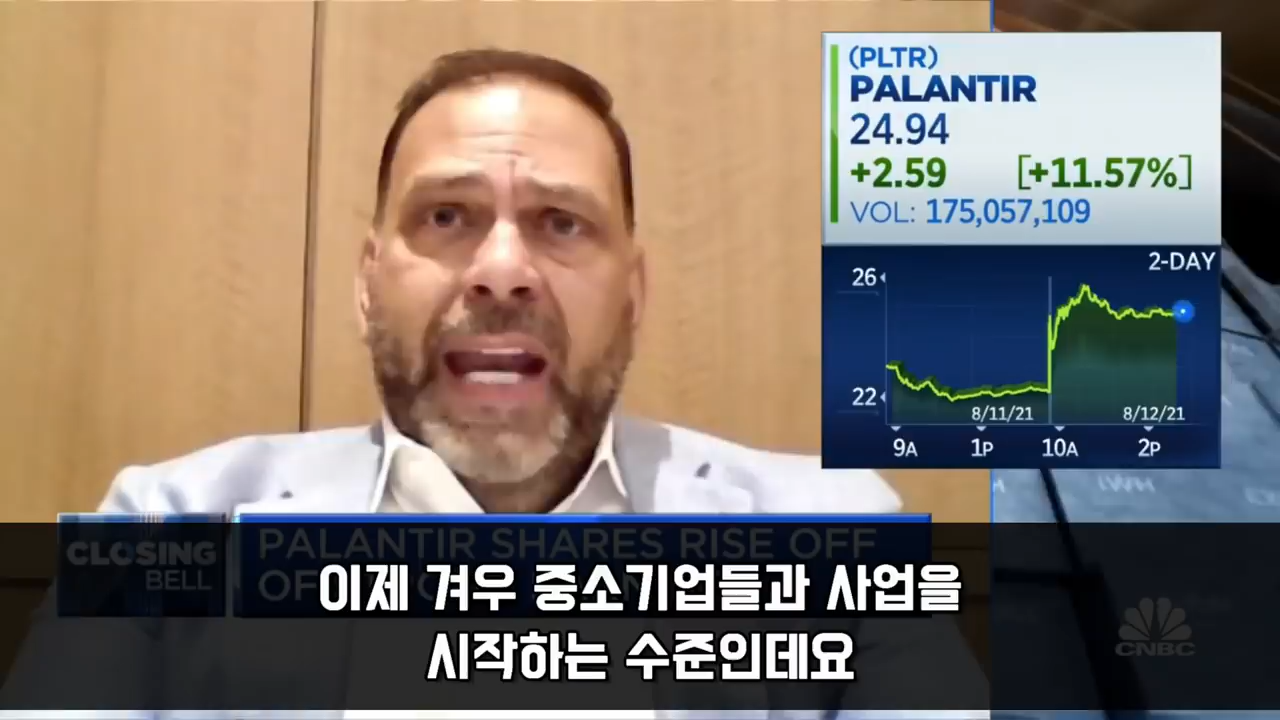 (PLTR)
PALANTIR
24.94
+2.59 [+11.57%]
VOL: 175,057,109
2-DAY
26
22
8/11/21 8/12/21
9A 1P 10A 2P
CLOSING
BELL
PALANTIR SHARES RISE OFF
이제 겨우 중소기업들과 사업을
시작하는 수준인데요
CNBC